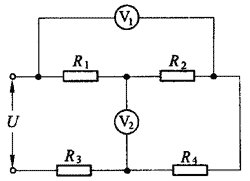 V₁
R₁ R₂
U V₂
R₃ R₄